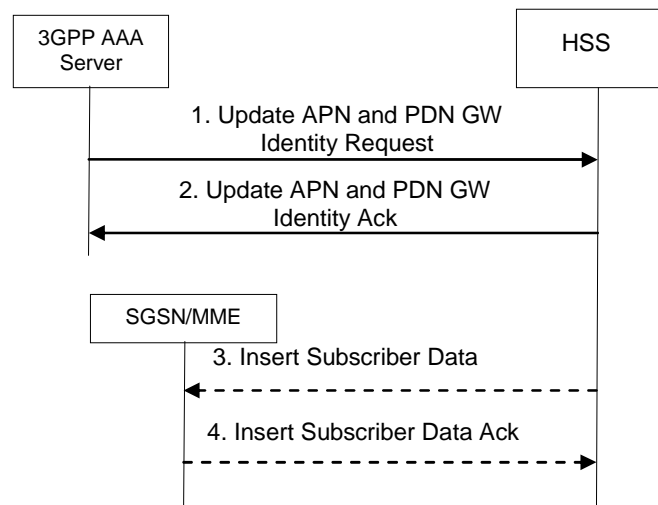 3GPP AAA
Server
HSS
1. Update APN and PDN GW
Identity Request
2. Update APN and PDN GW
Identity Ack
SGSN/MME
3. Insert Subscriber Data
4. Insert Subscriber Data Ack